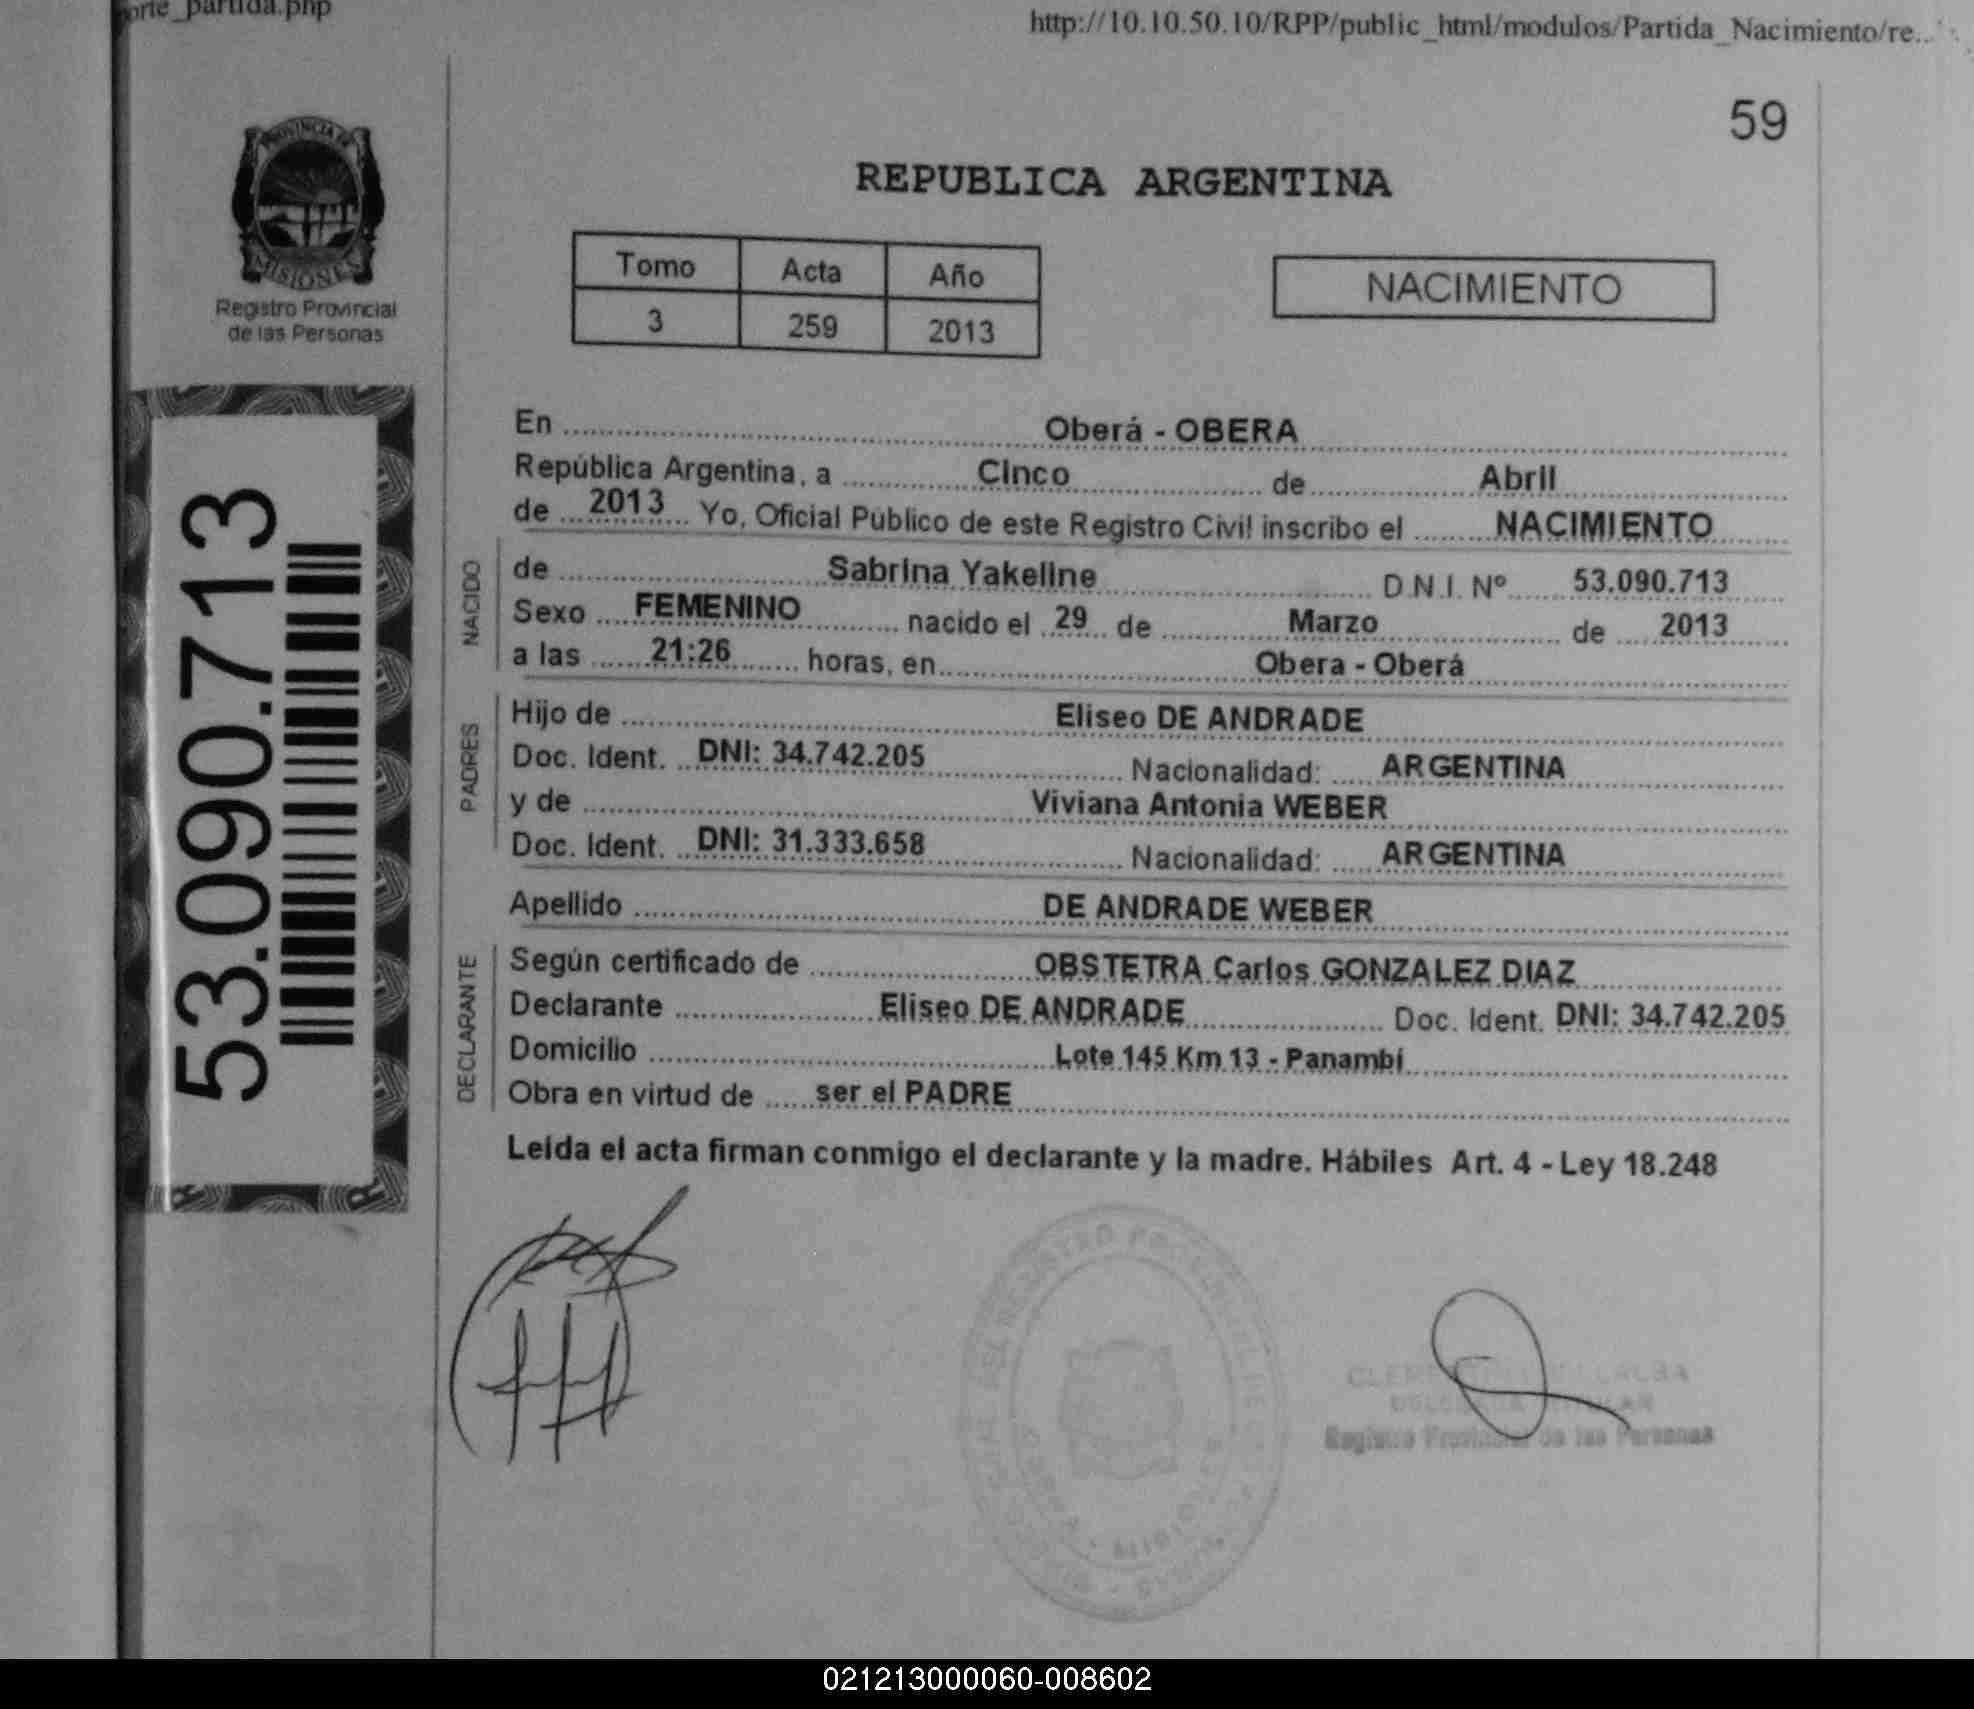 orte_partida.php
http://10.10.50.10/RPP/public_html/modulos/Partida_Nacimiento/re...
59
PROVINCIA DE
MISIONES
Registro Provincial
de las Personas
REPUBLICA ARGENTINA
Tomo Acta Año
3 259 2013
NACIMIENTO
53.090.713
En Oberá - OBERA
República Argentina, a Cinco de Abril
de 2013 Yo, Oficial Público de este Registro Civil inscribo el NACIMIENTO
NACIDO
de Sabrina Yakeline D.N.I. Nº 53.090.713
Sexo FEMENINO nacido el 29 de Marzo de 2013
a las 21:26 horas, en Obera - Oberá
PADRES
Hijo de Eliseo DE ANDRADE
Doc. Ident. DNI: 34.742.205 Nacionalidad: ARGENTINA
y de Viviana Antonia WEBER
Doc. Ident. DNI: 31.333.658 Nacionalidad: ARGENTINA
Apellido DE ANDRADE WEBER
DECLARANTE
Según certificado de OBSTETRA Carlos GONZALEZ DIAZ
Declarante Eliseo DE ANDRADE Doc. Ident. DNI: 34.742.205
Domicilio Lote 145 Km 13 - Panambí
Obra en virtud de ser el PADRE
Leída el acta firman conmigo el declarante y la madre. Hábiles Art. 4 - Ley 18.248
Registro Provincial de las Personas
021213000060-008602